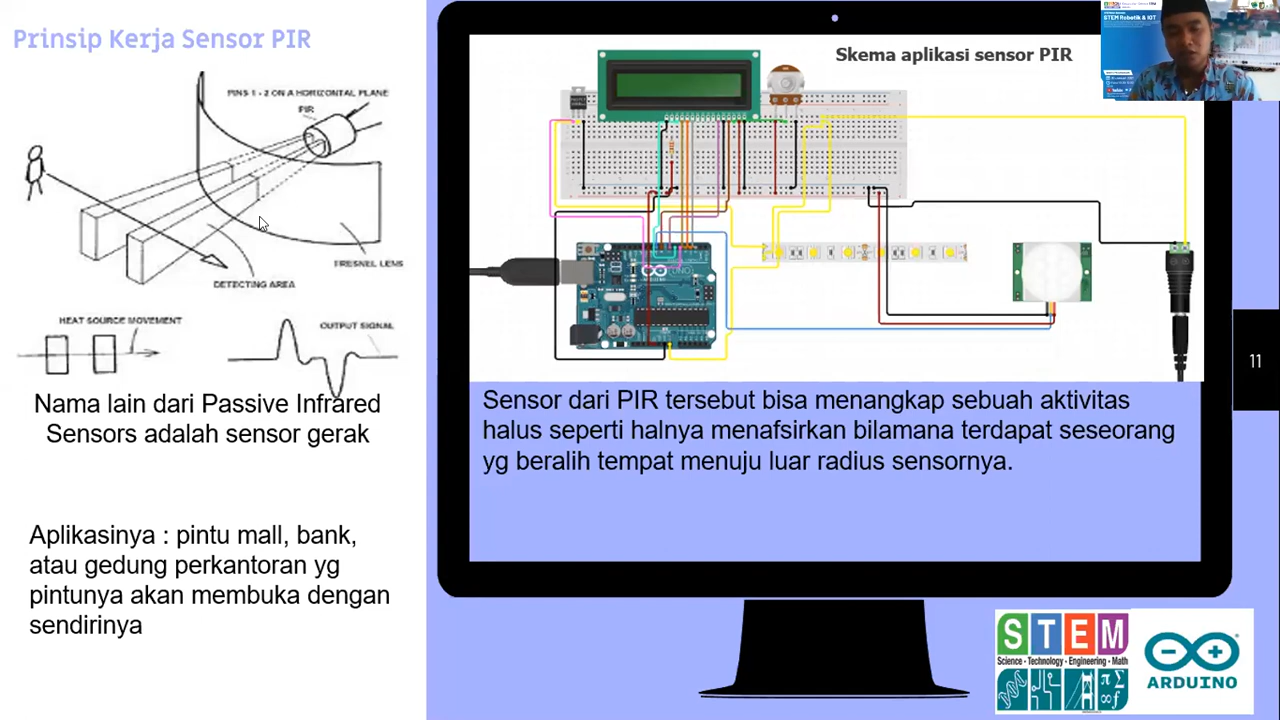 Prinsip Kerja Sensor PIR
PINS 1 - 2 ON A HORIZONTAL PLANE
PIR
FRESNEL LENS
DETECTING AREA
HEAT SOURCE MOVEMENT
OUTPUT SIGNAL
Nama lain dari Passive Infrared
Sensors adalah sensor gerak
Aplikasinya : pintu mall, bank,
atau gedung perkantoran yg
pintunya akan membuka dengan
sendirinya
Skema aplikasi sensor PIR
STEM Robotik & IOT
Sensor dari PIR tersebut bisa menangkap sebuah aktivitas
halus seperti halnya menafsirkan bilamana terdapat seseorang
yg beralih tempat menuju luar radius sensornya.
11
STEM
Science - Technology - Engineering - Math
ARDUINO